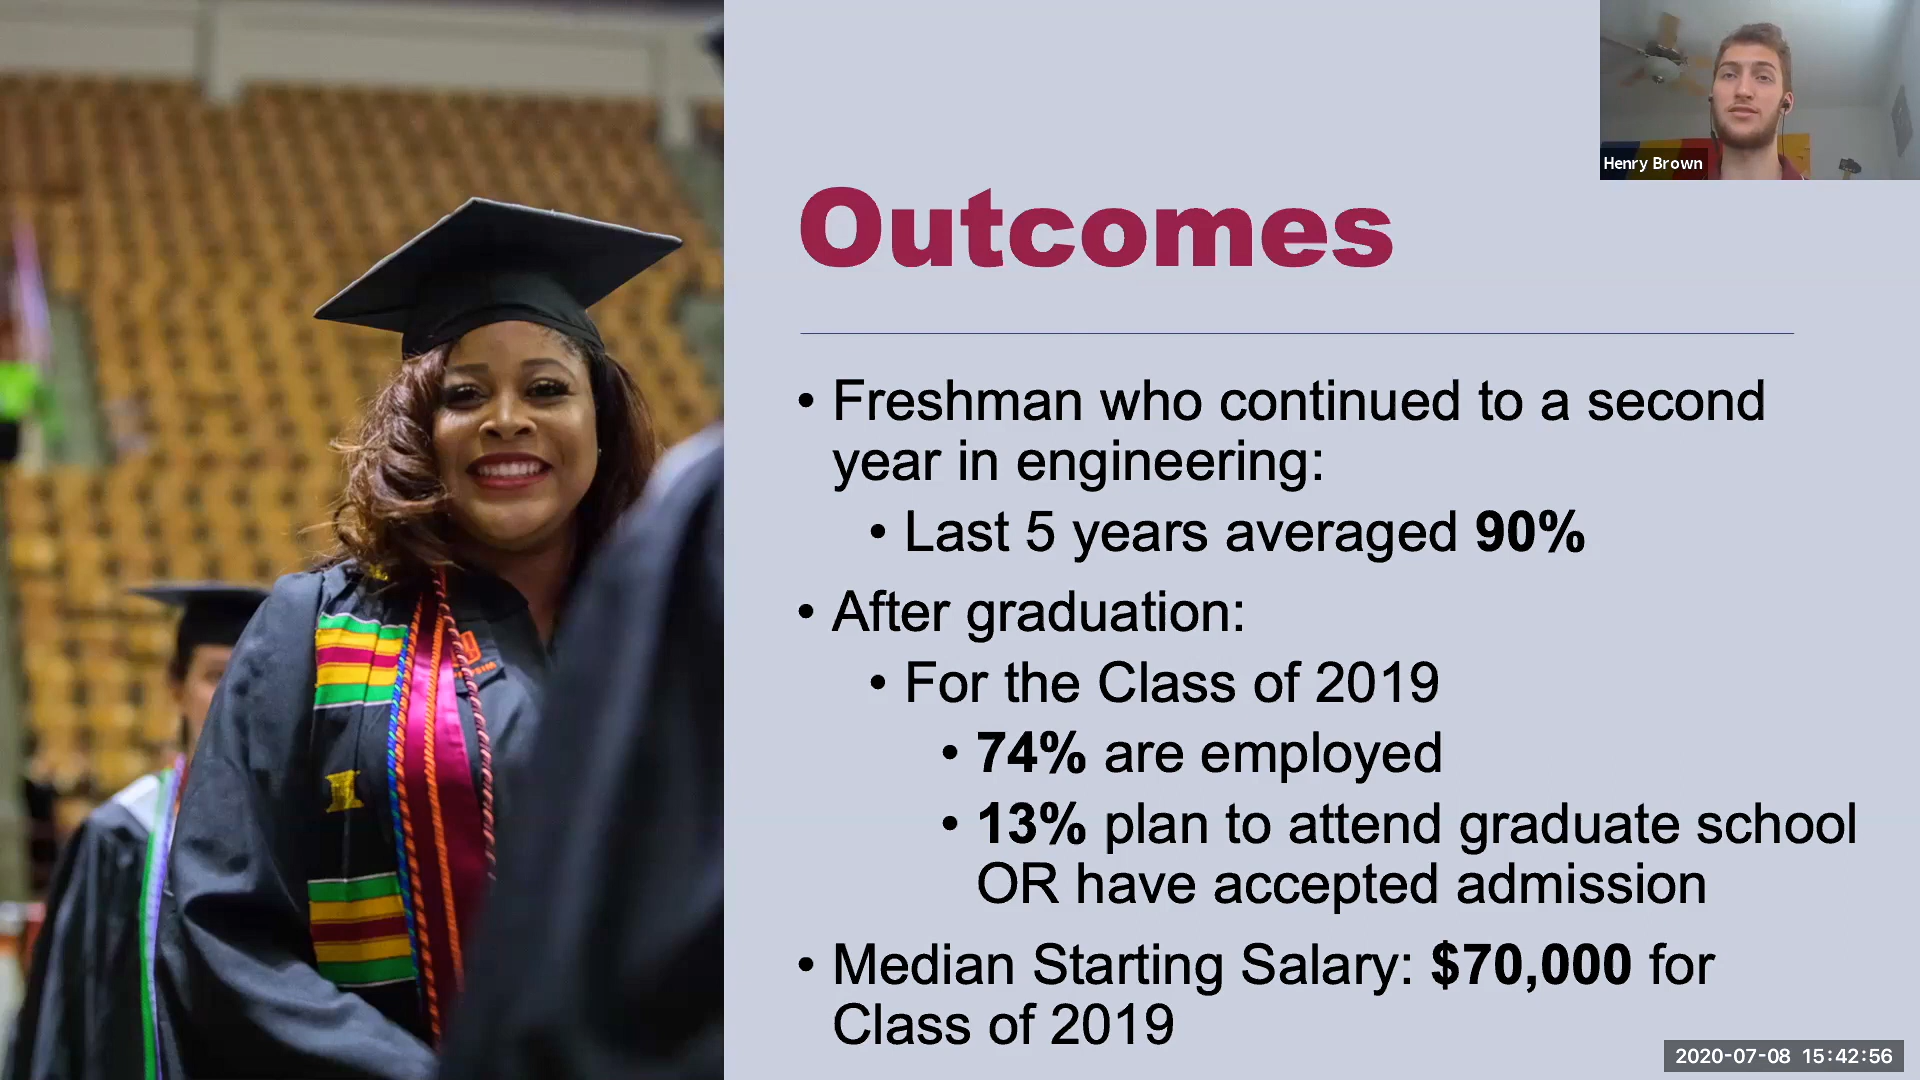 Henry Brown
Outcomes
• Freshman who continued to a second
year in engineering:
• Last 5 years averaged 90%
• After graduation:
• For the Class of 2019
• 74% are employed
• 13% plan to attend graduate school
OR have accepted admission
• Median Starting Salary: $70,000 for
Class of 2019
2020-07-08 15:42:56